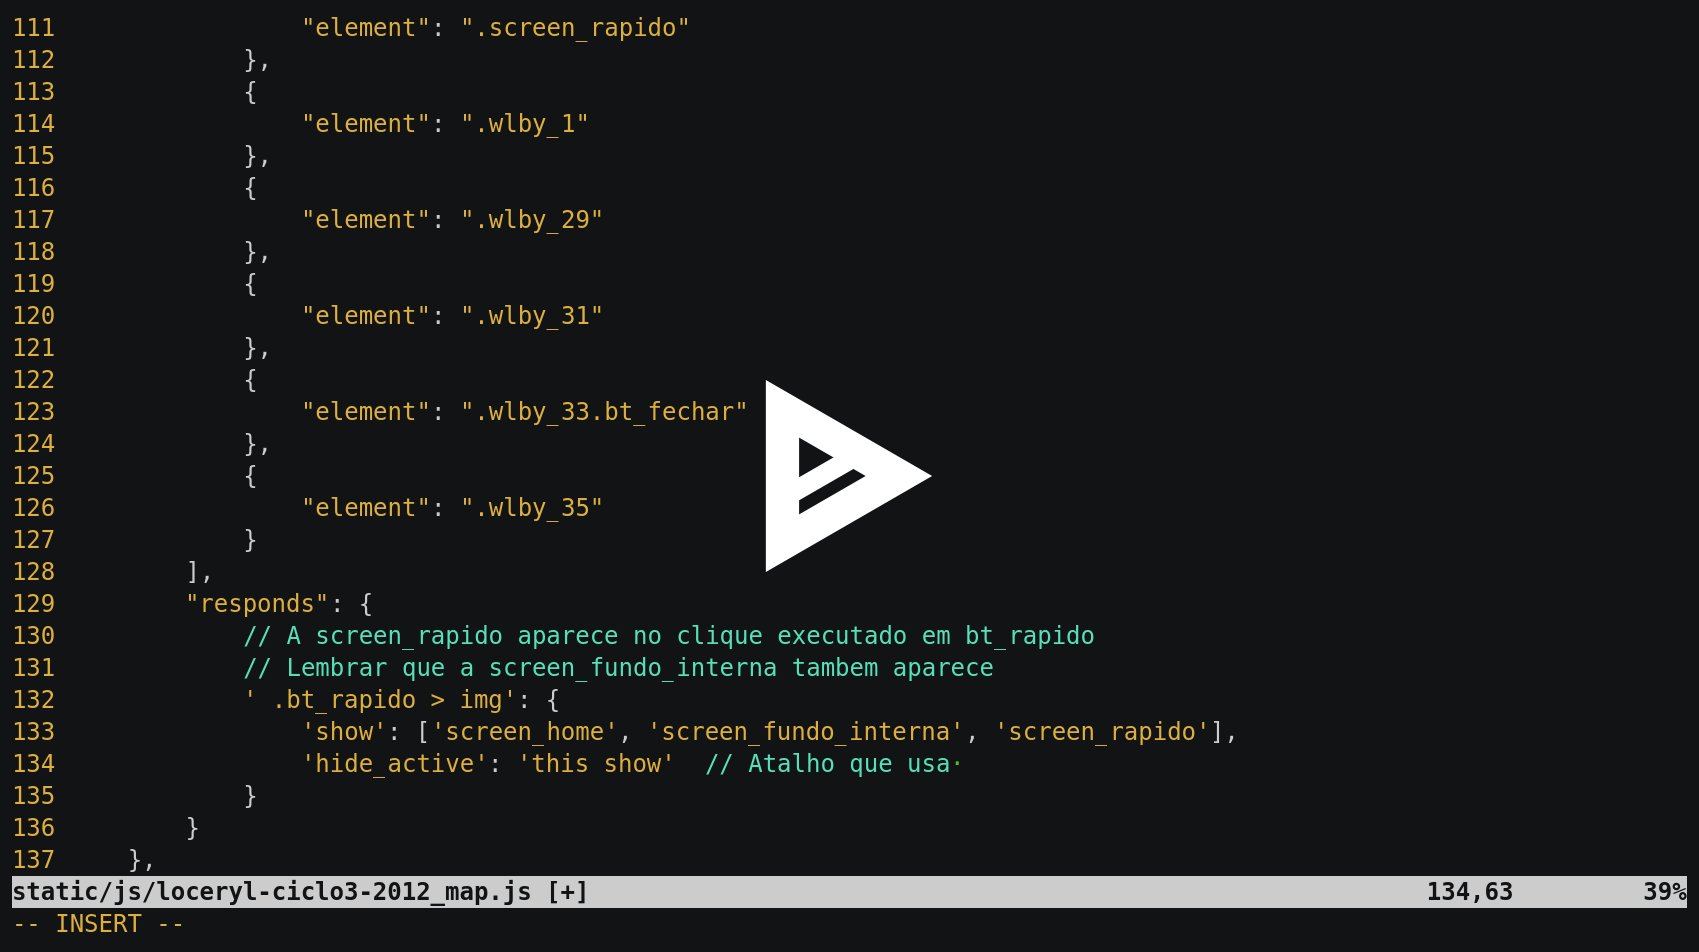 111                 "element": ".screen_rapido"
112             },
113             {
114                 "element": ".wlby_1"
115             },
116             {
117                 "element": ".wlby_29"
118             },
119             {
120                 "element": ".wlby_31"
121             },
122             {
123                 "element": ".wlby_33.bt_fechar"
124             },
125             {
126                 "element": ".wlby_35"
127             }
128         ],
129         "responds": {
130             // A screen_rapido aparece no clique executado em bt_rapido
131             // Lembrar que a screen_fundo_interna tambem aparece
132             ' .bt_rapido > img': {
133                 'show': ['screen_home', 'screen_fundo_interna', 'screen_rapido'],
134                 'hide_active': 'this show'  // Atalho que usa·
135             }
136         }
137     },
static/js/loceryl-ciclo3-2012_map.js [+] 134,63 39%
-- INSERT --